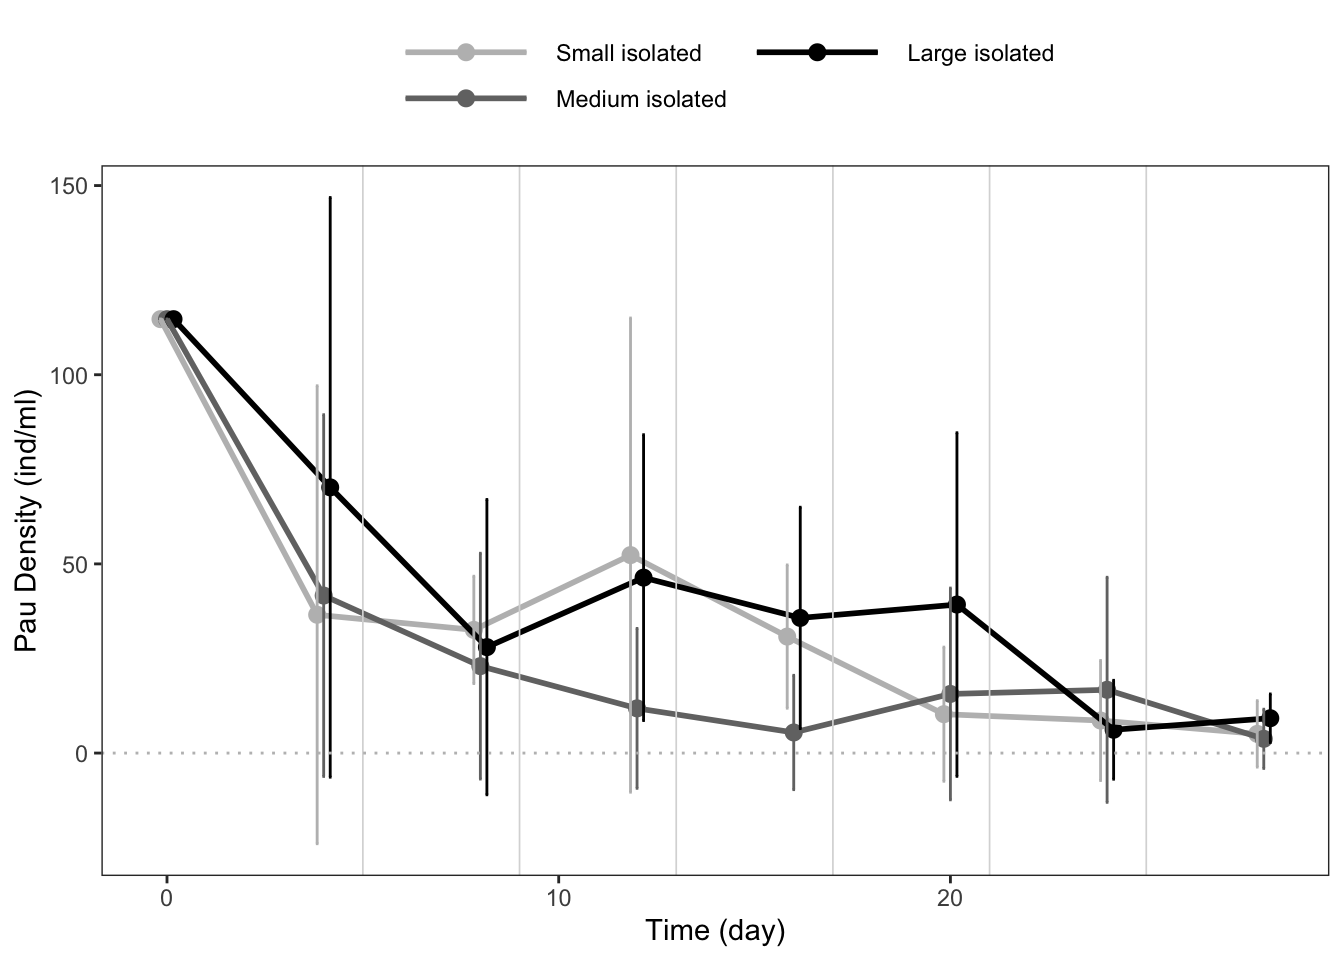 Small isolated
Large isolated
Medium isolated
150
100
50
0
Pau Density (ind/ml)
0
10
20
Time (day)